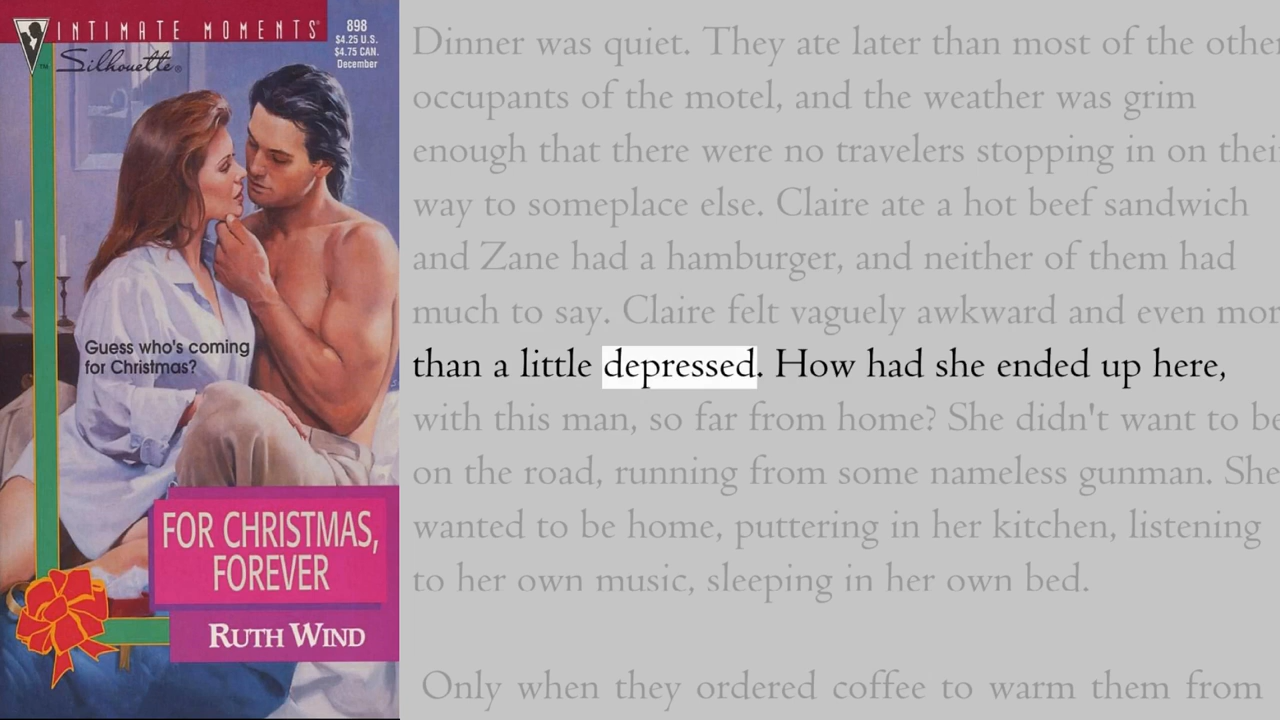 INTIMATE MOMENTS®
Silhouette®
TM
898
$4.25 U.S.
$4.75 CAN.
December
Guess who's coming
for Christmas?
FOR CHRISTMAS,
FOREVER
RUTH WIND
Dinner was quiet. They ate later than most of the other
occupants of the motel, and the weather was grim
enough that there were no travelers stopping in on thei
way to someplace else. Claire ate a hot beef sandwich
and Zane had a hamburger, and neither of them had
much to say. Claire felt vaguely awkward and even mor
than a little depressed. How had she ended up here,
with this man, so far from home? She didn't want to be
on the road, running from some nameless gunman. She
wanted to be home, puttering in her kitchen, listening
to her own music, sleeping in her own bed.
Only when they ordered coffee to warm them from